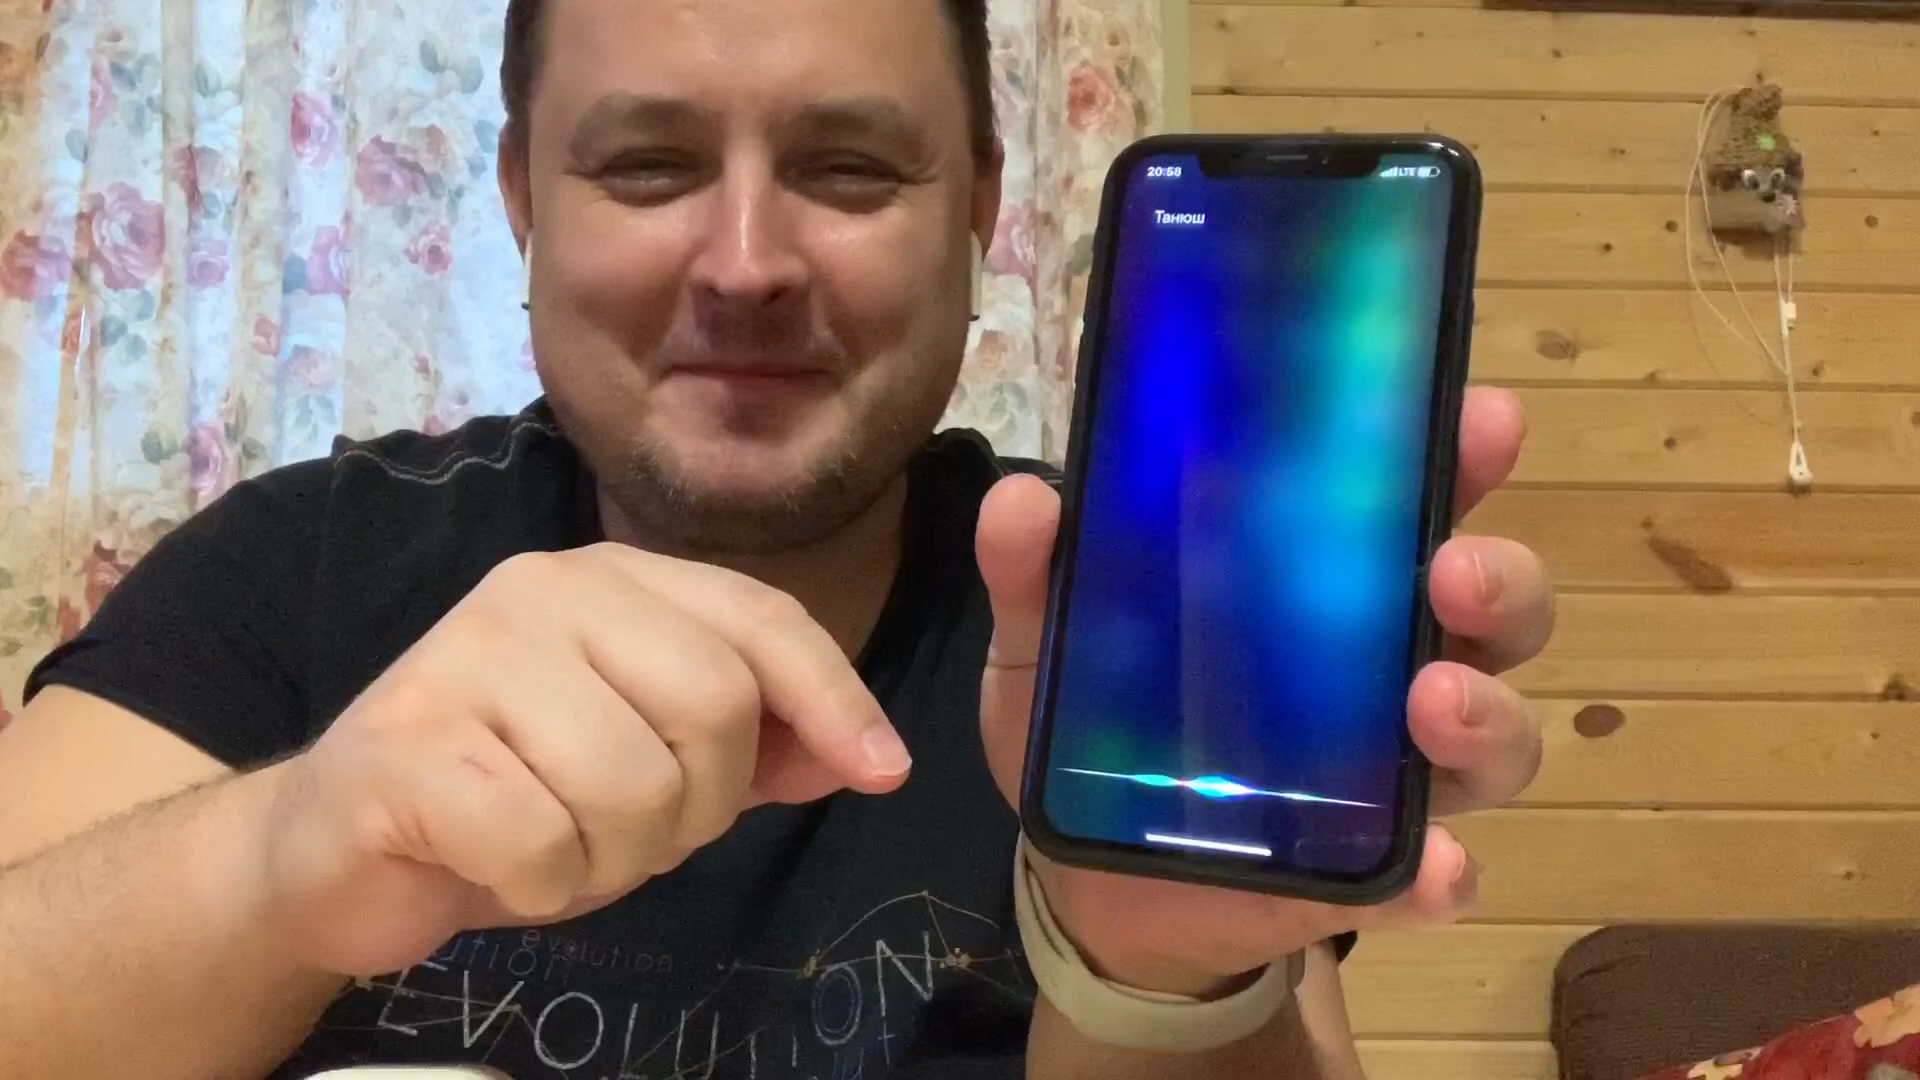 20:58
LTE
Танюш
evolution
EVOLUTION